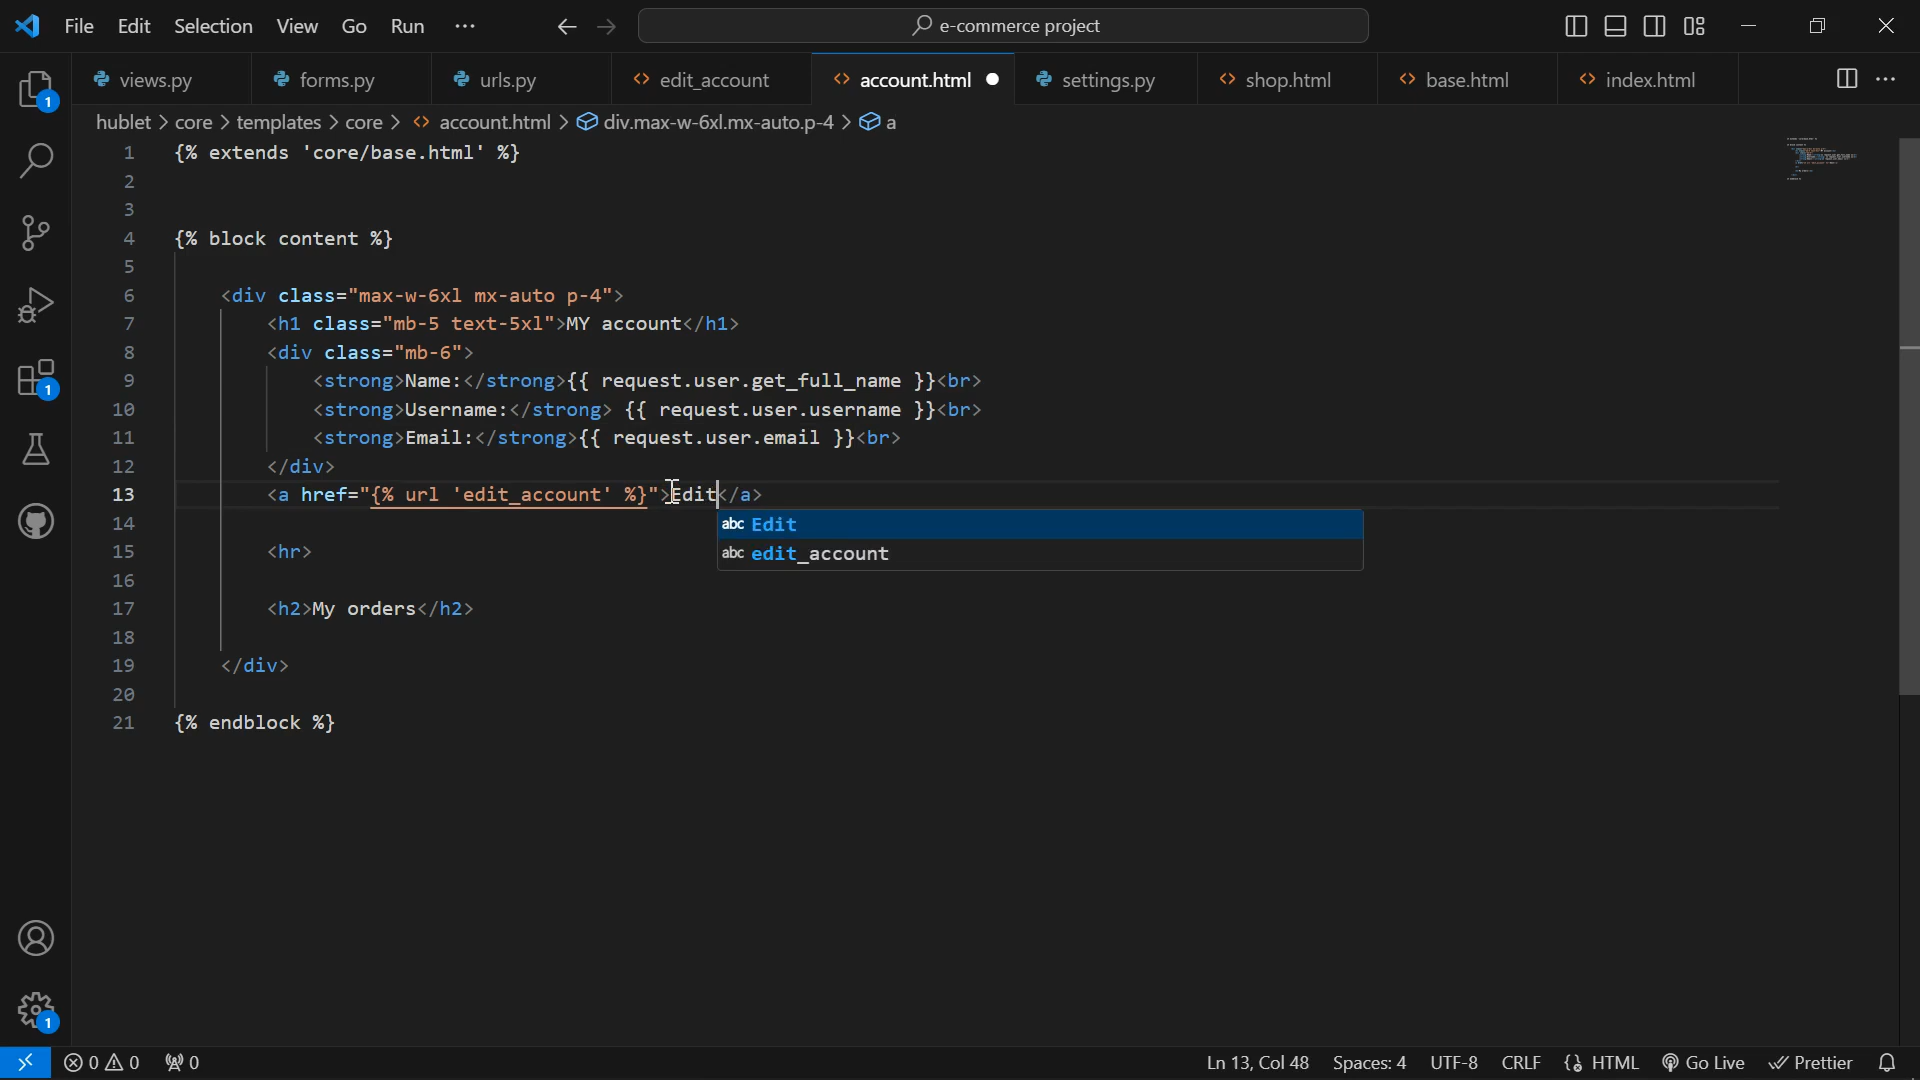 File Edit Selection View Go Run ··· e-commerce project
views.py forms.py urls.py edit_account account.html settings.py shop.html base.html index.html
hublet > core > templates > core > account.html > div.max-w-6xl.mx-auto.p-4 > a
1 {% extends 'core/base.html' %}
2
3
4 {% block content %}
5
6 <div class="max-w-6xl mx-auto p-4">
7 <h1 class="mb-5 text-5xl">MY account</h1>
8 <div class="mb-6">
9 <strong>Name:</strong>{{ request.user.get_full_name }}<br>
10 <strong>Username:</strong> {{ request.user.username }}<br>
11 <strong>Email:</strong>{{ request.user.email }}<br>
12 </div>
13 <a href="{% url 'edit_account' %}">Edit</a>
14
abc Edit
15 <hr>
abc edit_account
16
17 <h2>My orders</h2>
18
19 </div>
20
21 {% endblock %}
1
1
1
0 0 0 Ln 13, Col 48 Spaces: 4 UTF-8 CRLF HTML Go Live Prettier